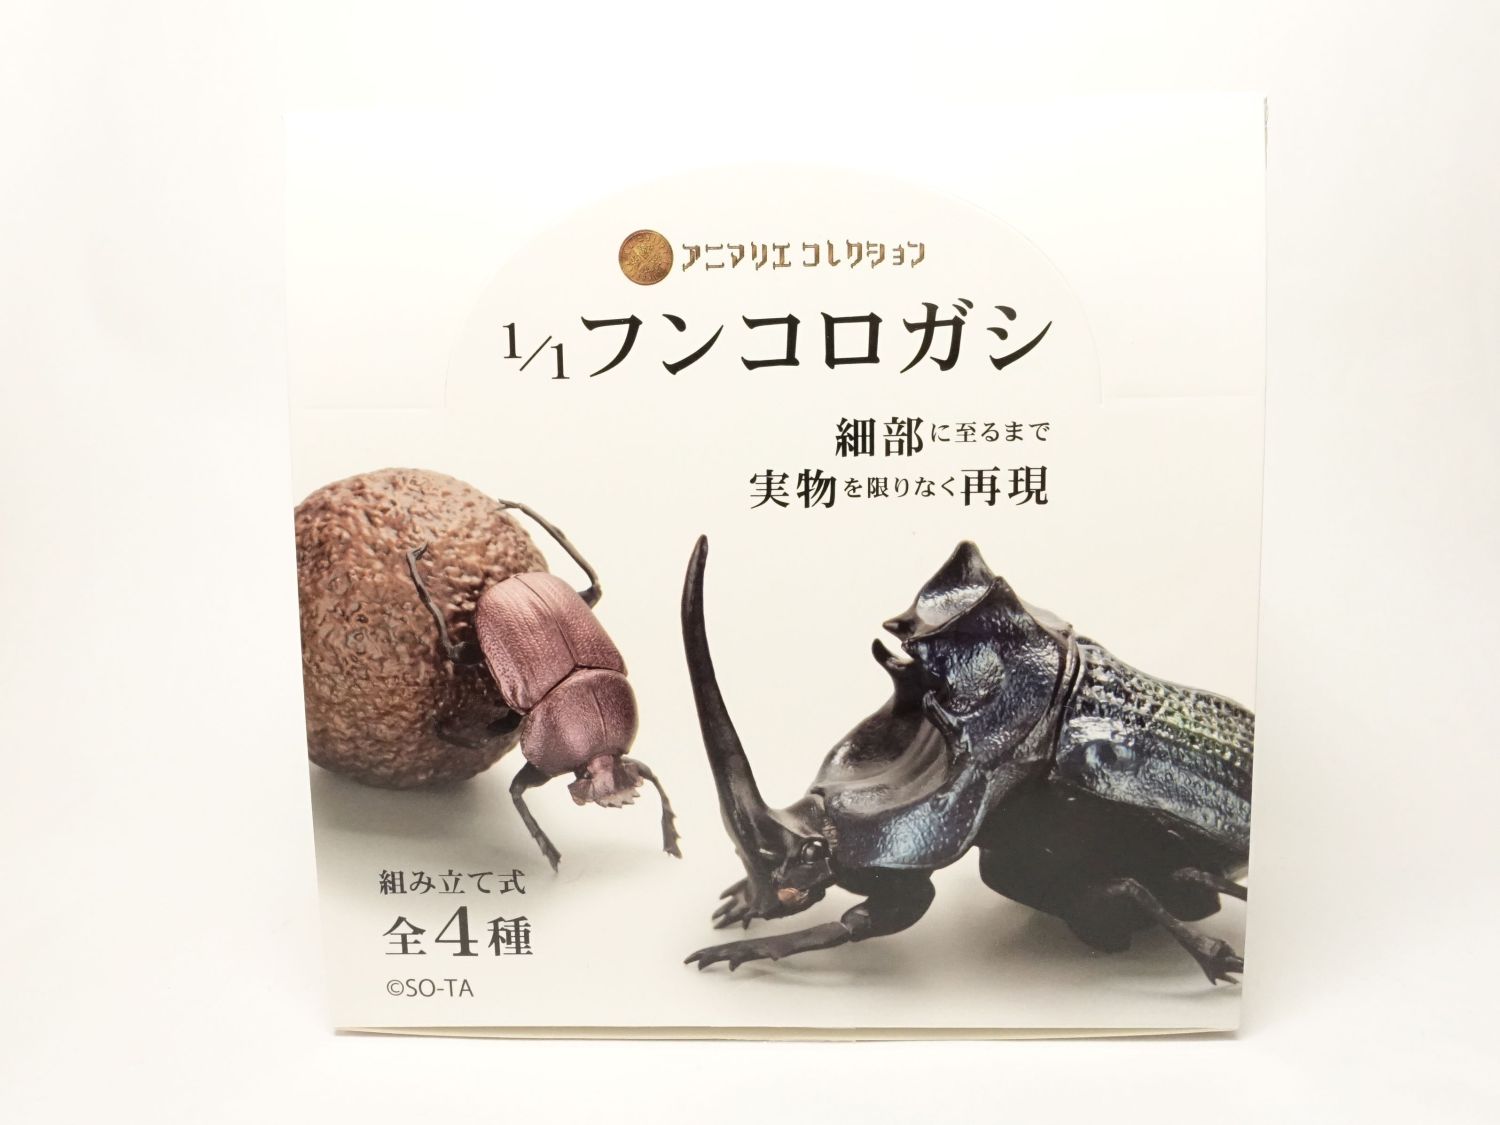 アニマリエ コレクション
1/1フンコロガシ
細部に至るまで
実物を限りなく再現
組み立て式
全4種
©SO-TA